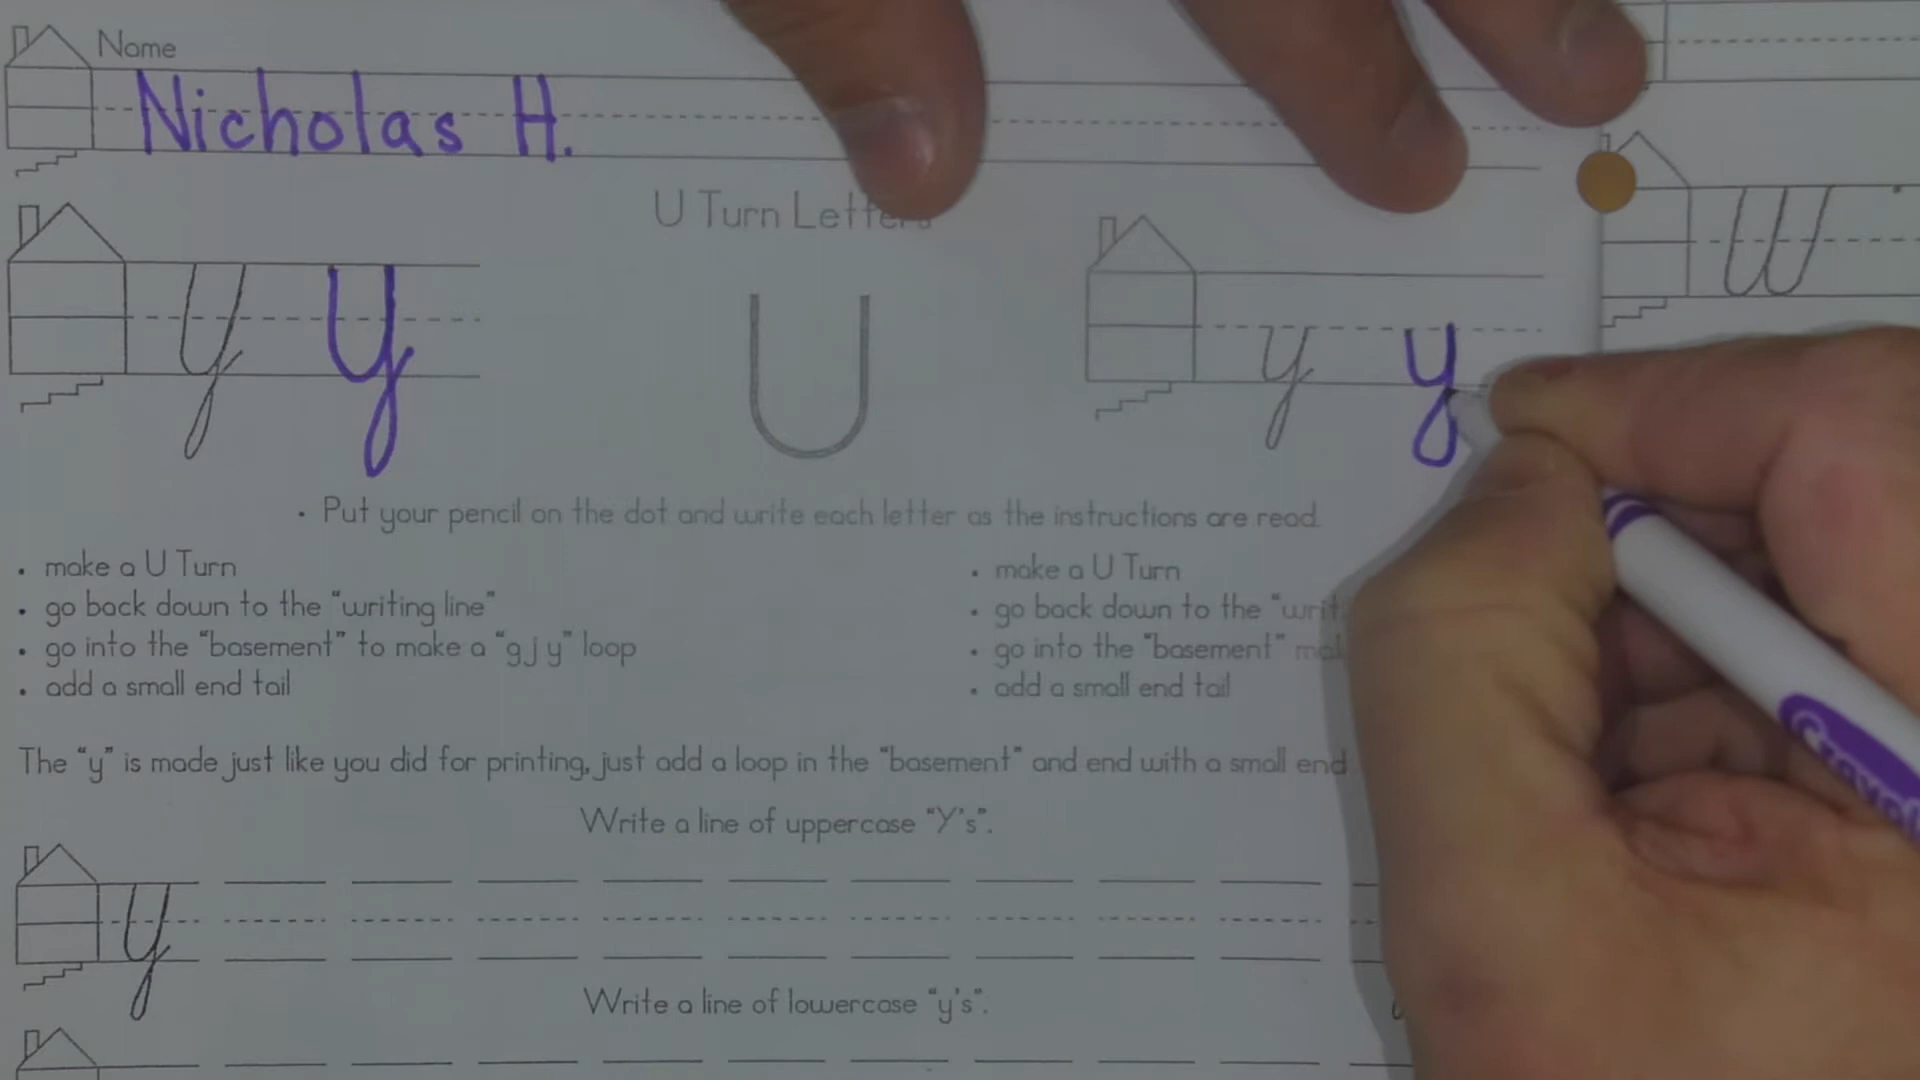 Name
Nicholas H.
U Turn Letters
y y U y y W
• Put your pencil on the dot and write each letter as the instructions are read.
• make a U Turn
• go back down to the "writing line"
• go into the "basement" to make a "g j y" loop
• add a small end tail
• make a U Turn
• go back down to the
• go into the "basement"
• add a small end tail
The "y" is made just like you did for printing, just add a loop in the "basement" and end with a small end
Write a line of uppercase "Y's".
y
Write a line of lowercase "y's".